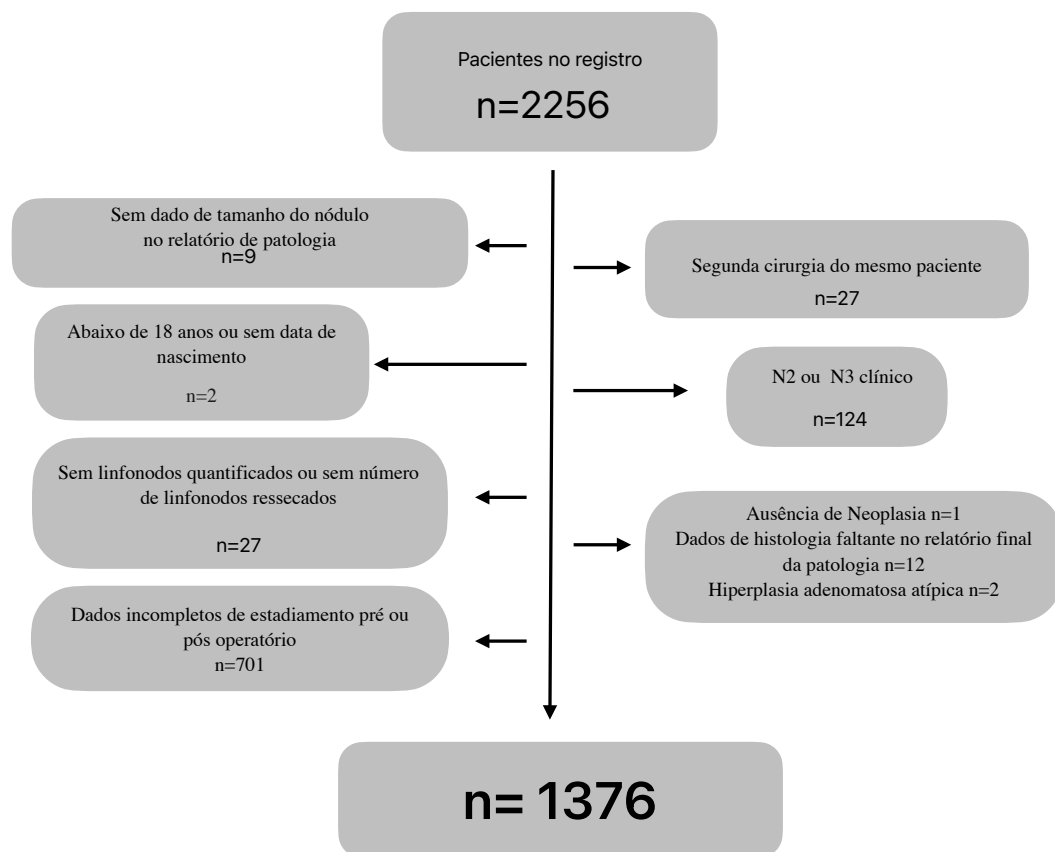 Pacientes no registro
n=2256
Sem dado de tamanho do nódulo
no relatório de patologia
n=9
Segunda cirurgia do mesmo paciente
n=27
Abaixo de 18 anos ou sem data de
nascimento
n=2
N2 ou  N3 clínico
n=124
Sem linfonodos quantificados ou sem número
de linfonodos ressecados
n=27
Ausência de Neoplasia n=1
Dados de histologia faltante no relatório final
da patologia n=12
Hiperplasia adenomatosa atípica n=2
Dados incompletos de estadiamento pré ou
pós operatório
n=701
n= 1376